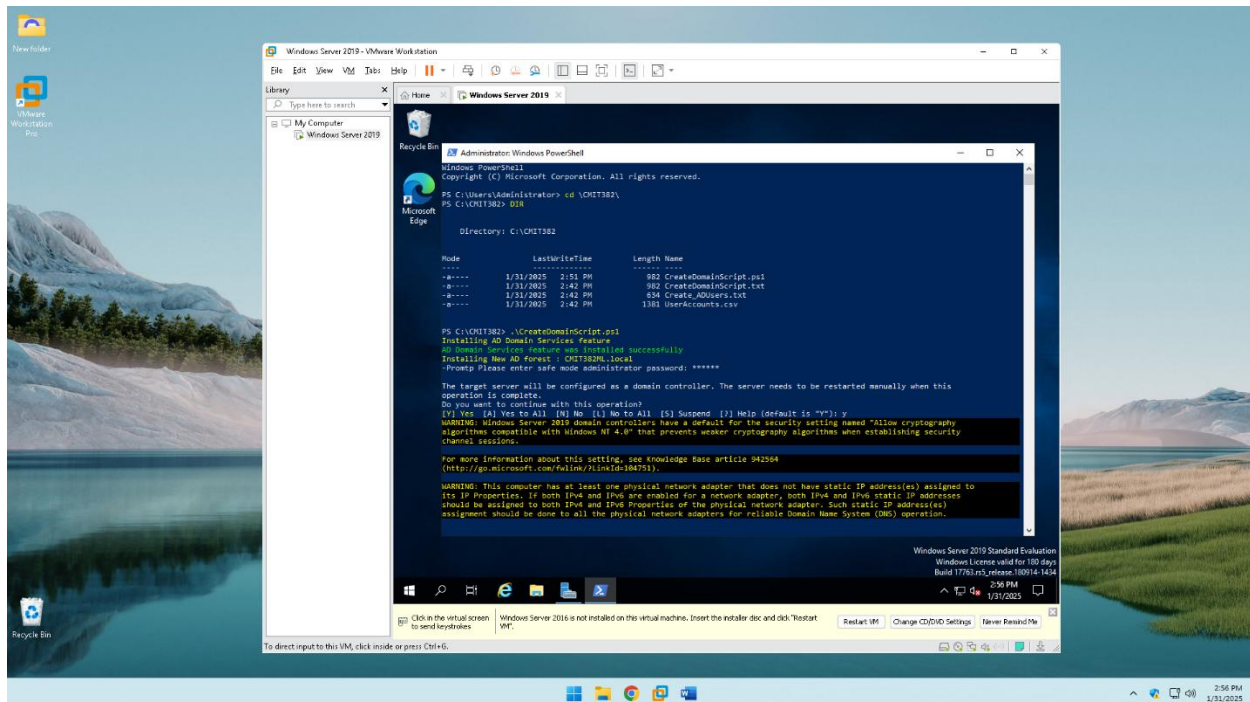 New folder
VMware
Workstation
Pro
Recycle Bin
Windows Server 2019 - VMware Workstation
File Edit View VM Tabs Help
Library
Type here to search
My Computer
Windows Server 2019
Home
Windows Server 2019
Recycle Bin
Microsoft
Edge
Administrator: Windows PowerShell
Windows PowerShell
Copyright (C) Microsoft Corporation. All rights reserved.
PS C:\Users\Administrator> cd \CMIT382\
PS C:\CMIT382> DIR
Directory: C:\CMIT382
Mode LastWriteTime Length Name
---- ------------- ------ ----
-a---- 1/31/2025 2:51 PM 982 CreateDomainScript.ps1
-a---- 1/31/2025 2:42 PM 982 CreateDomainScript.txt
-a---- 1/31/2025 2:42 PM 634 Create_ADUsers.txt
-a---- 1/31/2025 2:42 PM 1381 UserAccounts.csv
PS C:\CMIT382> .\CreateDomainScript.ps1
Installing AD Domain Services feature
AD Domain Services feature was installed successfully
Installing New AD forest : CMIT382ML.local
-Promtp Please enter safe mode administrator password: ******
The target server will be configured as a domain controller. The server needs to be restarted manually when this
operation is complete.
Do you want to continue with this operation?
[Y] Yes [A] Yes to All [N] No [L] No to All [S] Suspend [?] Help (default is "Y"): y
WARNING: Windows Server 2019 domain controllers have a default for the security setting named "Allow cryptography
algorithms compatible with Windows NT 4.0" that prevents weaker cryptography algorithms when establishing security
channel sessions.
For more information about this setting, see Knowledge Base article 942564
(http://go.microsoft.com/fwlink/?LinkId=104751).
WARNING: This computer has at least one physical network adapter that does not have static IP address(es) assigned to
its IP Properties. If both IPv4 and IPv6 are enabled for a network adapter, both IPv4 and IPv6 static IP addresses
should be assigned to both IPv4 and IPv6 Properties of the physical network adapter. Such static IP address(es)
assignment should be done to all the physical network adapters for reliable Domain Name System (DNS) operation.
Windows Server 2019 Standard Evaluation
Windows License valid for 180 days
Build 17763.rs5_release.180914-1434
2:56 PM
1/31/2025
Click in the virtual screen
to send keystrokes
Windows Server 2016 is not installed on this virtual machine. Insert the installer disc and click "Restart
VM".
Restart VM
Change CD/DVD Settings
Never Remind Me
To direct input to this VM, click inside or press Ctrl+G.
Recycle Bin
2:56 PM
1/31/2025